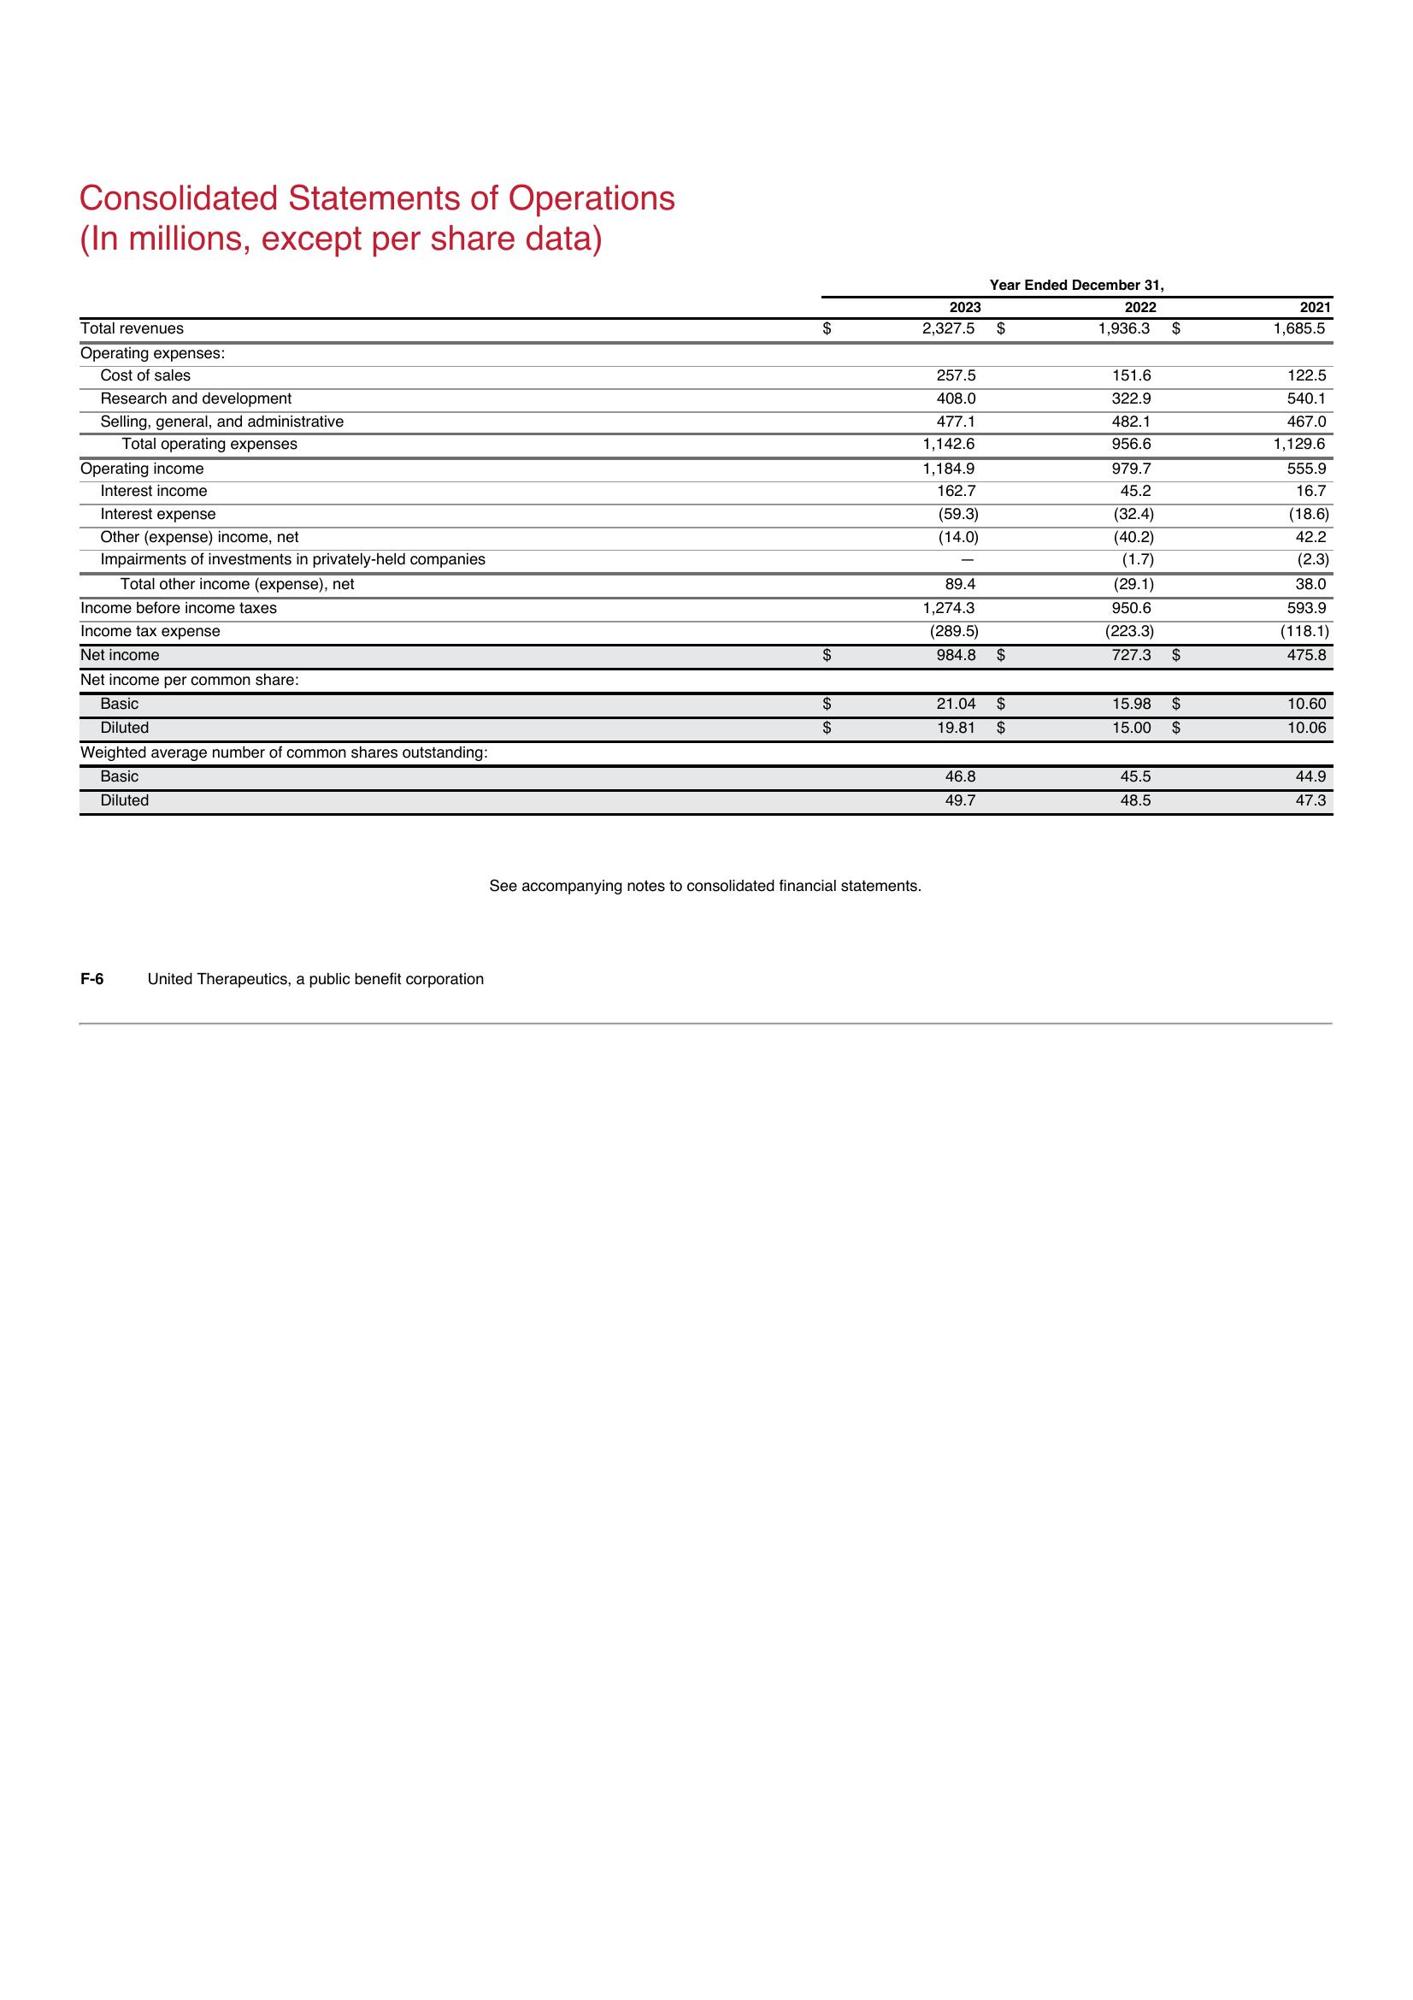 Consolidated Statements of Operations
(In millions, except per share data)
Year Ended December 31,
2023 2022 2021
Total revenues $ 2,327.5 $ 1,936.3 $ 1,685.5
Operating expenses:
Cost of sales 257.5 151.6 122.5
Research and development 408.0 322.9 540.1
Selling, general, and administrative 477.1 482.1 467.0
Total operating expenses 1,142.6 956.6 1,129.6
Operating income 1,184.9 979.7 555.9
Interest income 162.7 45.2 16.7
Interest expense (59.3) (32.4) (18.6)
Other (expense) income, net (14.0) (40.2) 42.2
Impairments of investments in privately-held companies — (1.7) (2.3)
Total other income (expense), net 89.4 (29.1) 38.0
Income before income taxes 1,274.3 950.6 593.9
Income tax expense (289.5) (223.3) (118.1)
Net income $ 984.8 $ 727.3 $ 475.8
Net income per common share:
Basic $ 21.04 $ 15.98 $ 10.60
Diluted $ 19.81 $ 15.00 $ 10.06
Weighted average number of common shares outstanding:
Basic 46.8 45.5 44.9
Diluted 49.7 48.5 47.3
See accompanying notes to consolidated financial statements.
F-6 United Therapeutics, a public benefit corporation